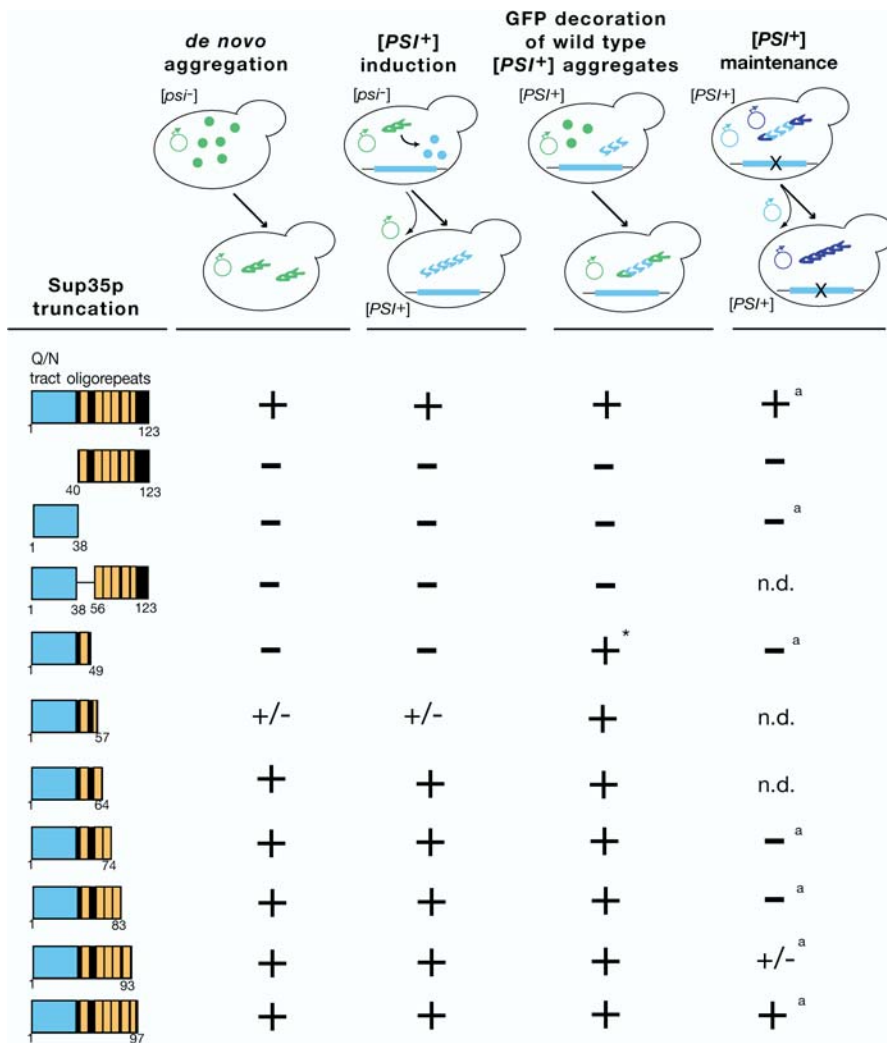 de novo aggregation
[PSI+] induction
GFP decoration of wild type [PSI+] aggregates
[PSI+] maintenance
[psi-]
[psi-]
[PSI+]
[PSI+]
X
[PSI+]
X
[PSI+]
Sup35p truncation
Q/N
tract oligorepeats
+ + + + a
1 123
- - - -
40 123
- - - - a
1 38
- - - n.d.
1 38 56 123
- - + * - a
1 49
+/- +/- + n.d.
1 57
+ + + n.d.
1 64
+ + + - a
1 74
+ + + - a
1 83
+ + + +/- a
1 93
+ + + + a
1 97